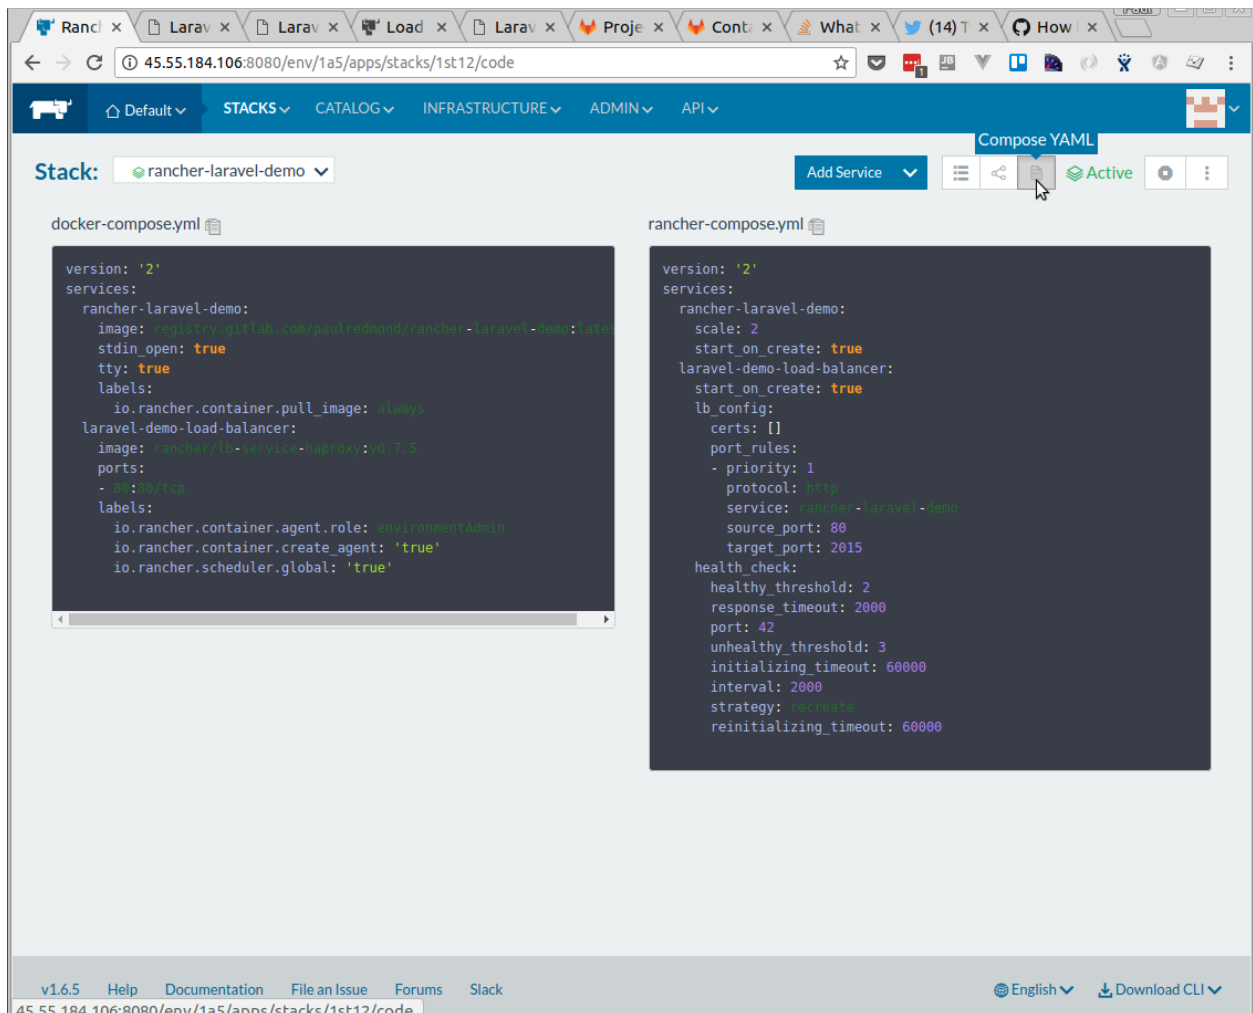 Ranch
Larav
Larav
Load
Larav
Proje
Conta
What
(14) T
How
45.55.184.106:8080/env/1a5/apps/stacks/1st12/code
1
JB
Default
STACKS
CATALOG
INFRASTRUCTURE
ADMIN
API
Compose YAML
Stack:
rancher-laravel-demo
Add Service
Active
docker-compose.yml
version: '2'
services:
rancher-laravel-demo:
image: registry.gitlab.com/paulredmond/rancher-laravel-demo:lates
stdin_open: true
tty: true
labels:
io.rancher.container.pull_image: always
laravel-demo-load-balancer:
image: rancher/lb-service-haproxy:v0.7.5
ports:
- 80:80/tcp
labels:
io.rancher.container.agent.role: environmentAdmin
io.rancher.container.create_agent: 'true'
io.rancher.scheduler.global: 'true'
rancher-compose.yml
version: '2'
services:
rancher-laravel-demo:
scale: 2
start_on_create: true
laravel-demo-load-balancer:
start_on_create: true
lb_config:
certs: []
port_rules:
- priority: 1
protocol: http
service: rancher-laravel-demo
source_port: 80
target_port: 2015
health_check:
healthy_threshold: 2
response_timeout: 2000
port: 42
unhealthy_threshold: 3
initializing_timeout: 60000
interval: 2000
strategy: recreate
reinitializing_timeout: 60000
v1.6.5
Help
Documentation
File an Issue
Forums
Slack
English
Download CLI
45.55.184.106:8080/env/1a5/apps/stacks/1st12/code